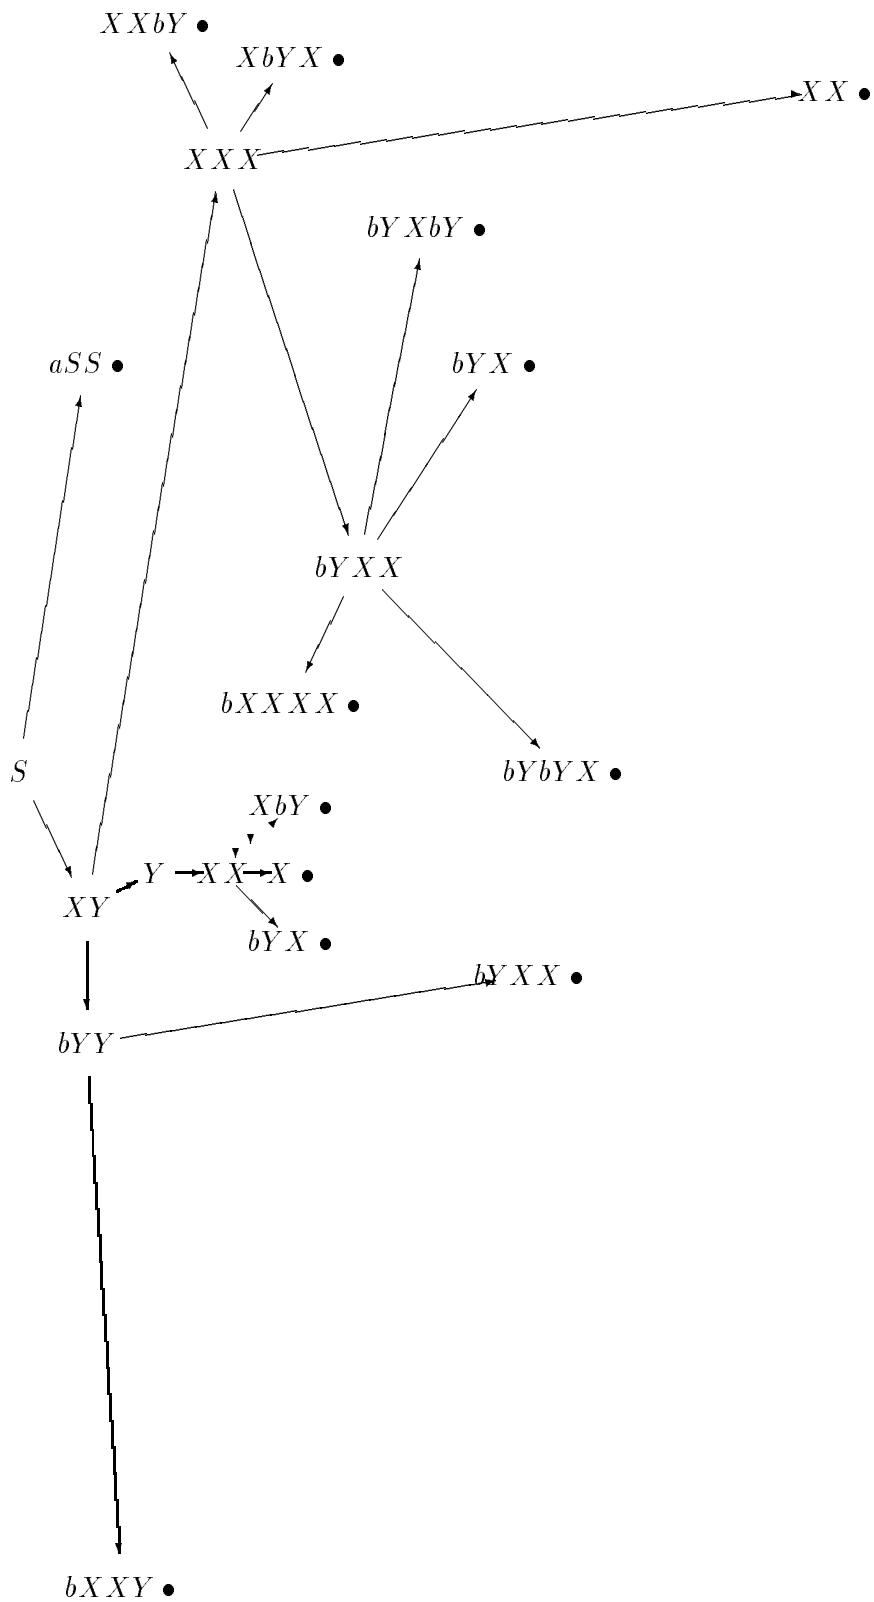 XXbY •
XbYX •
XX •
XXX
bYXbY •
aSS •
bYX •
bYXX
bXXXX •
S
bYbYX •
XbY •
Y XX X •
XY
bYX •
bYXX •
bYY
bXXY •